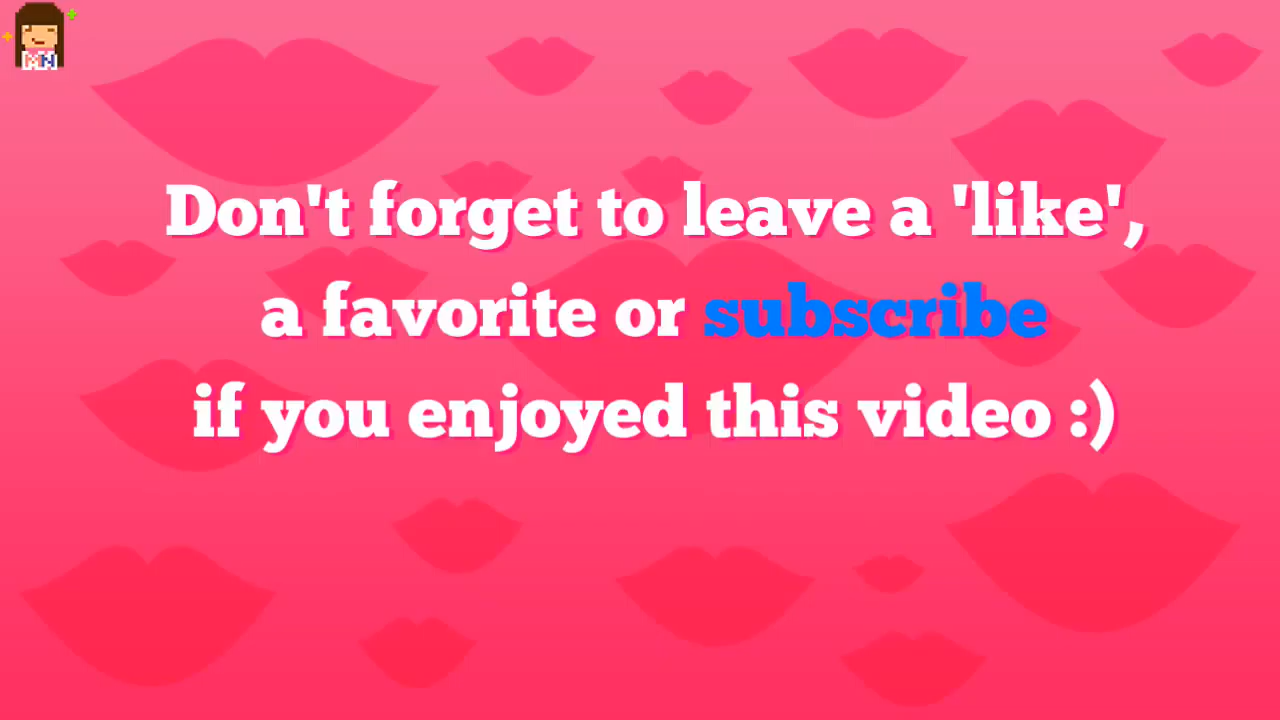 Don't forget to leave a 'like',
a favorite or subscribe
if you enjoyed this video :)